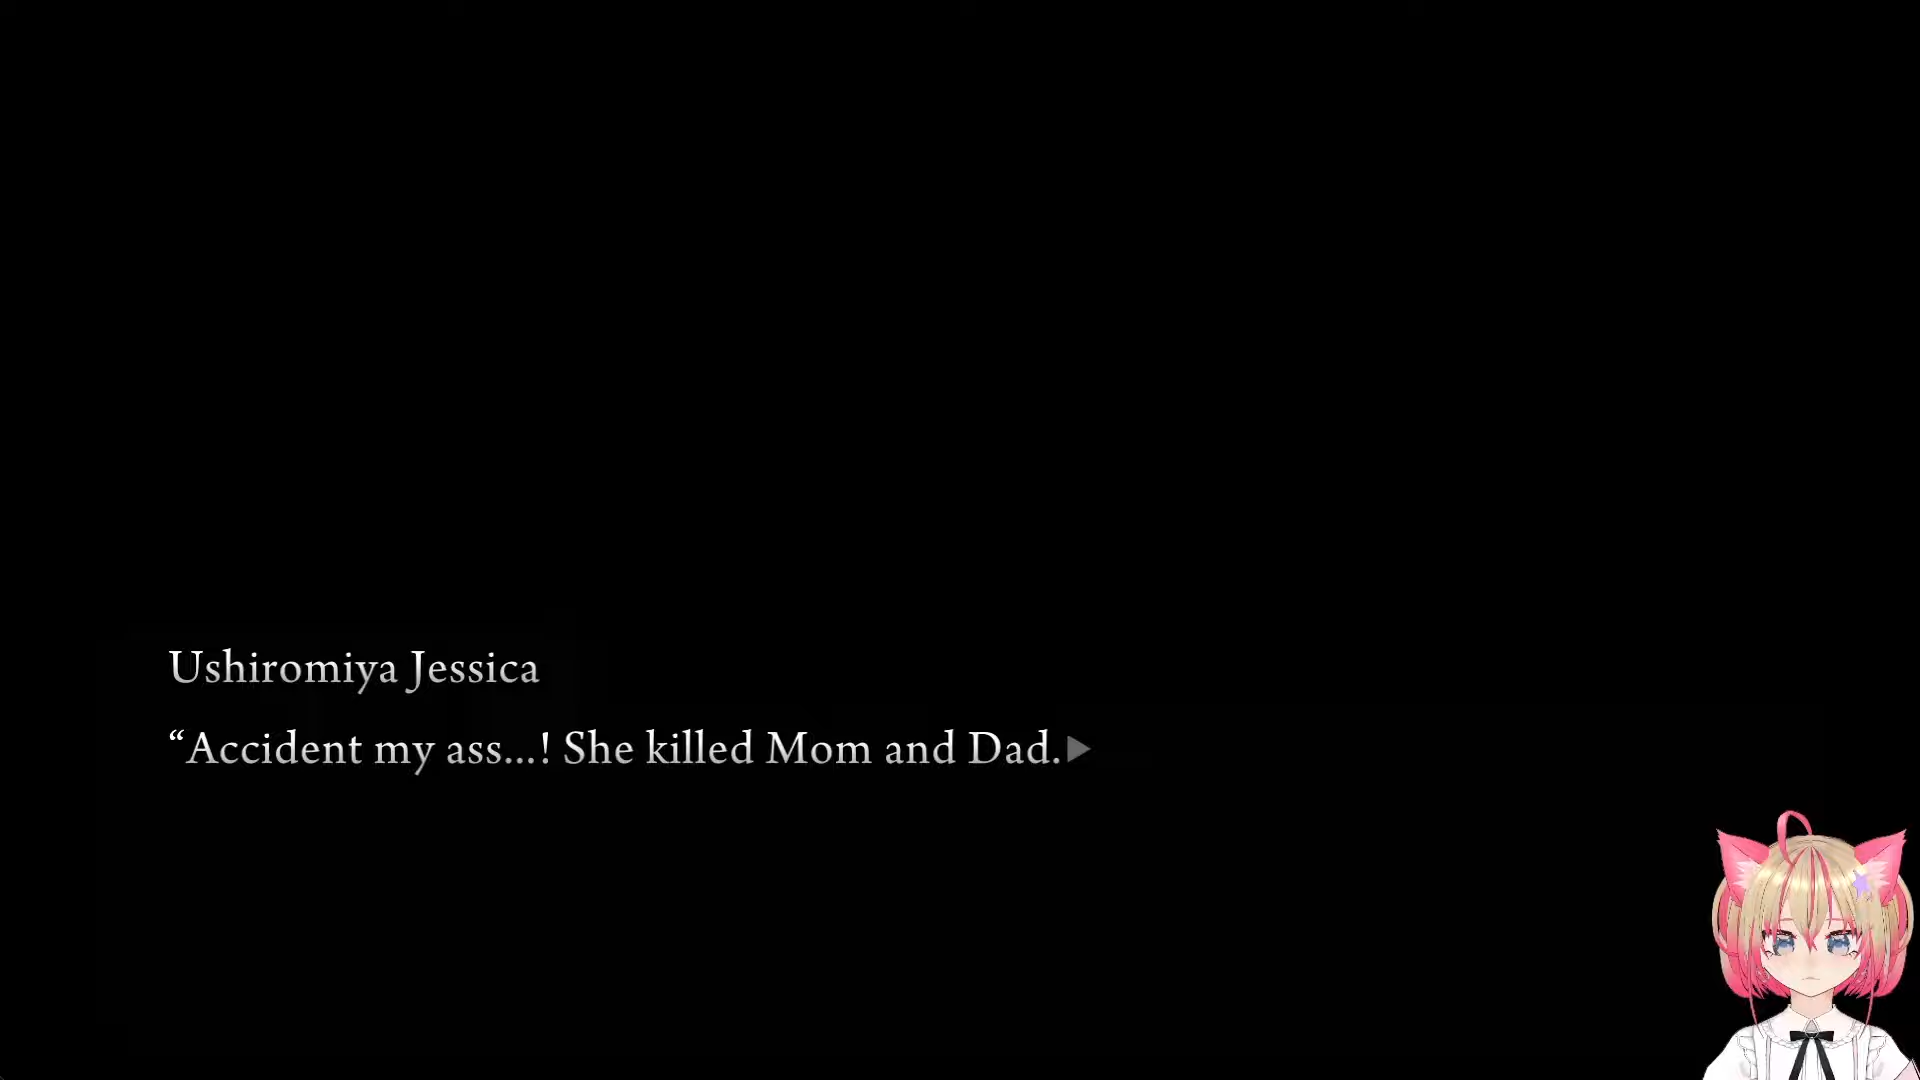 Ushiromiya Jessica
“Accident my ass...! She killed Mom and Dad.